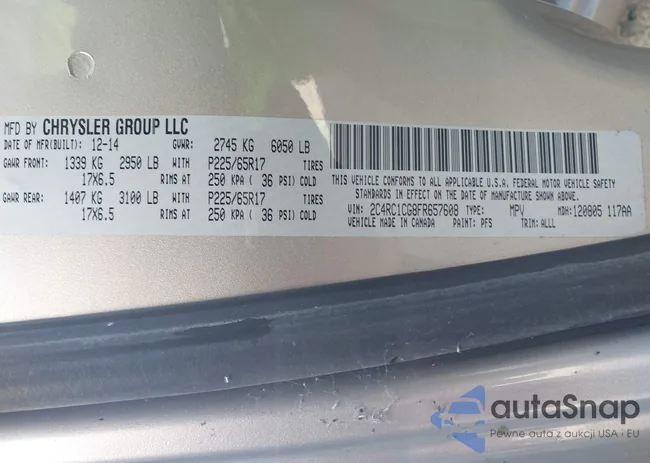 MFD BY CHRYSLER GROUP LLC
DATE OF MFR(BUILT): 12-14 GVWR: 2745 KG 6050 LB
GAWR FRONT: 1339 KG 2950 LB WITH P225/65R17 TIRES
17X6.5 RIMS AT 250 KPA ( 36 PSI) COLD
GAWR REAR: 1407 KG 3100 LB WITH P225/65R17 TIRES
17X6.5 RIMS AT 250 KPA ( 36 PSI) COLD
THIS VEHICLE CONFORMS TO ALL APPLICABLE U.S.A. FEDERAL MOTOR VEHICLE SAFETY
STANDARDS IN EFFECT ON THE DATE OF MANUFACTURE SHOWN ABOVE.
VIN: 2C4RC1CG8FR657608 TYPE: MPV MDH: 120805 117AA
VEHICLE MADE IN CANADA PAINT: PFS TRIM: ALLL
autaSnap
Pewne auta z aukcji USA i EU